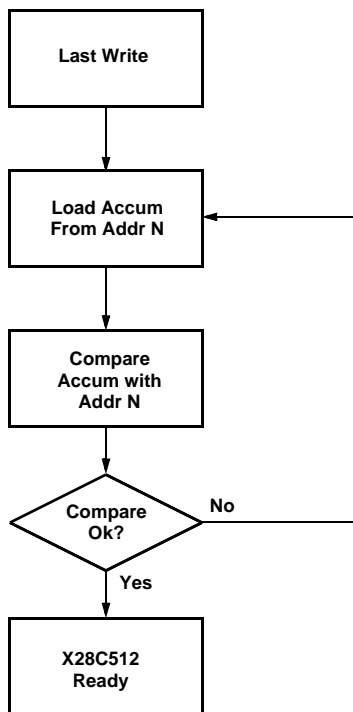 Last Write
Load Accum
From Addr N
Compare
Accum with
Addr N
Compare
Ok?
No
Yes
X28C512
Ready